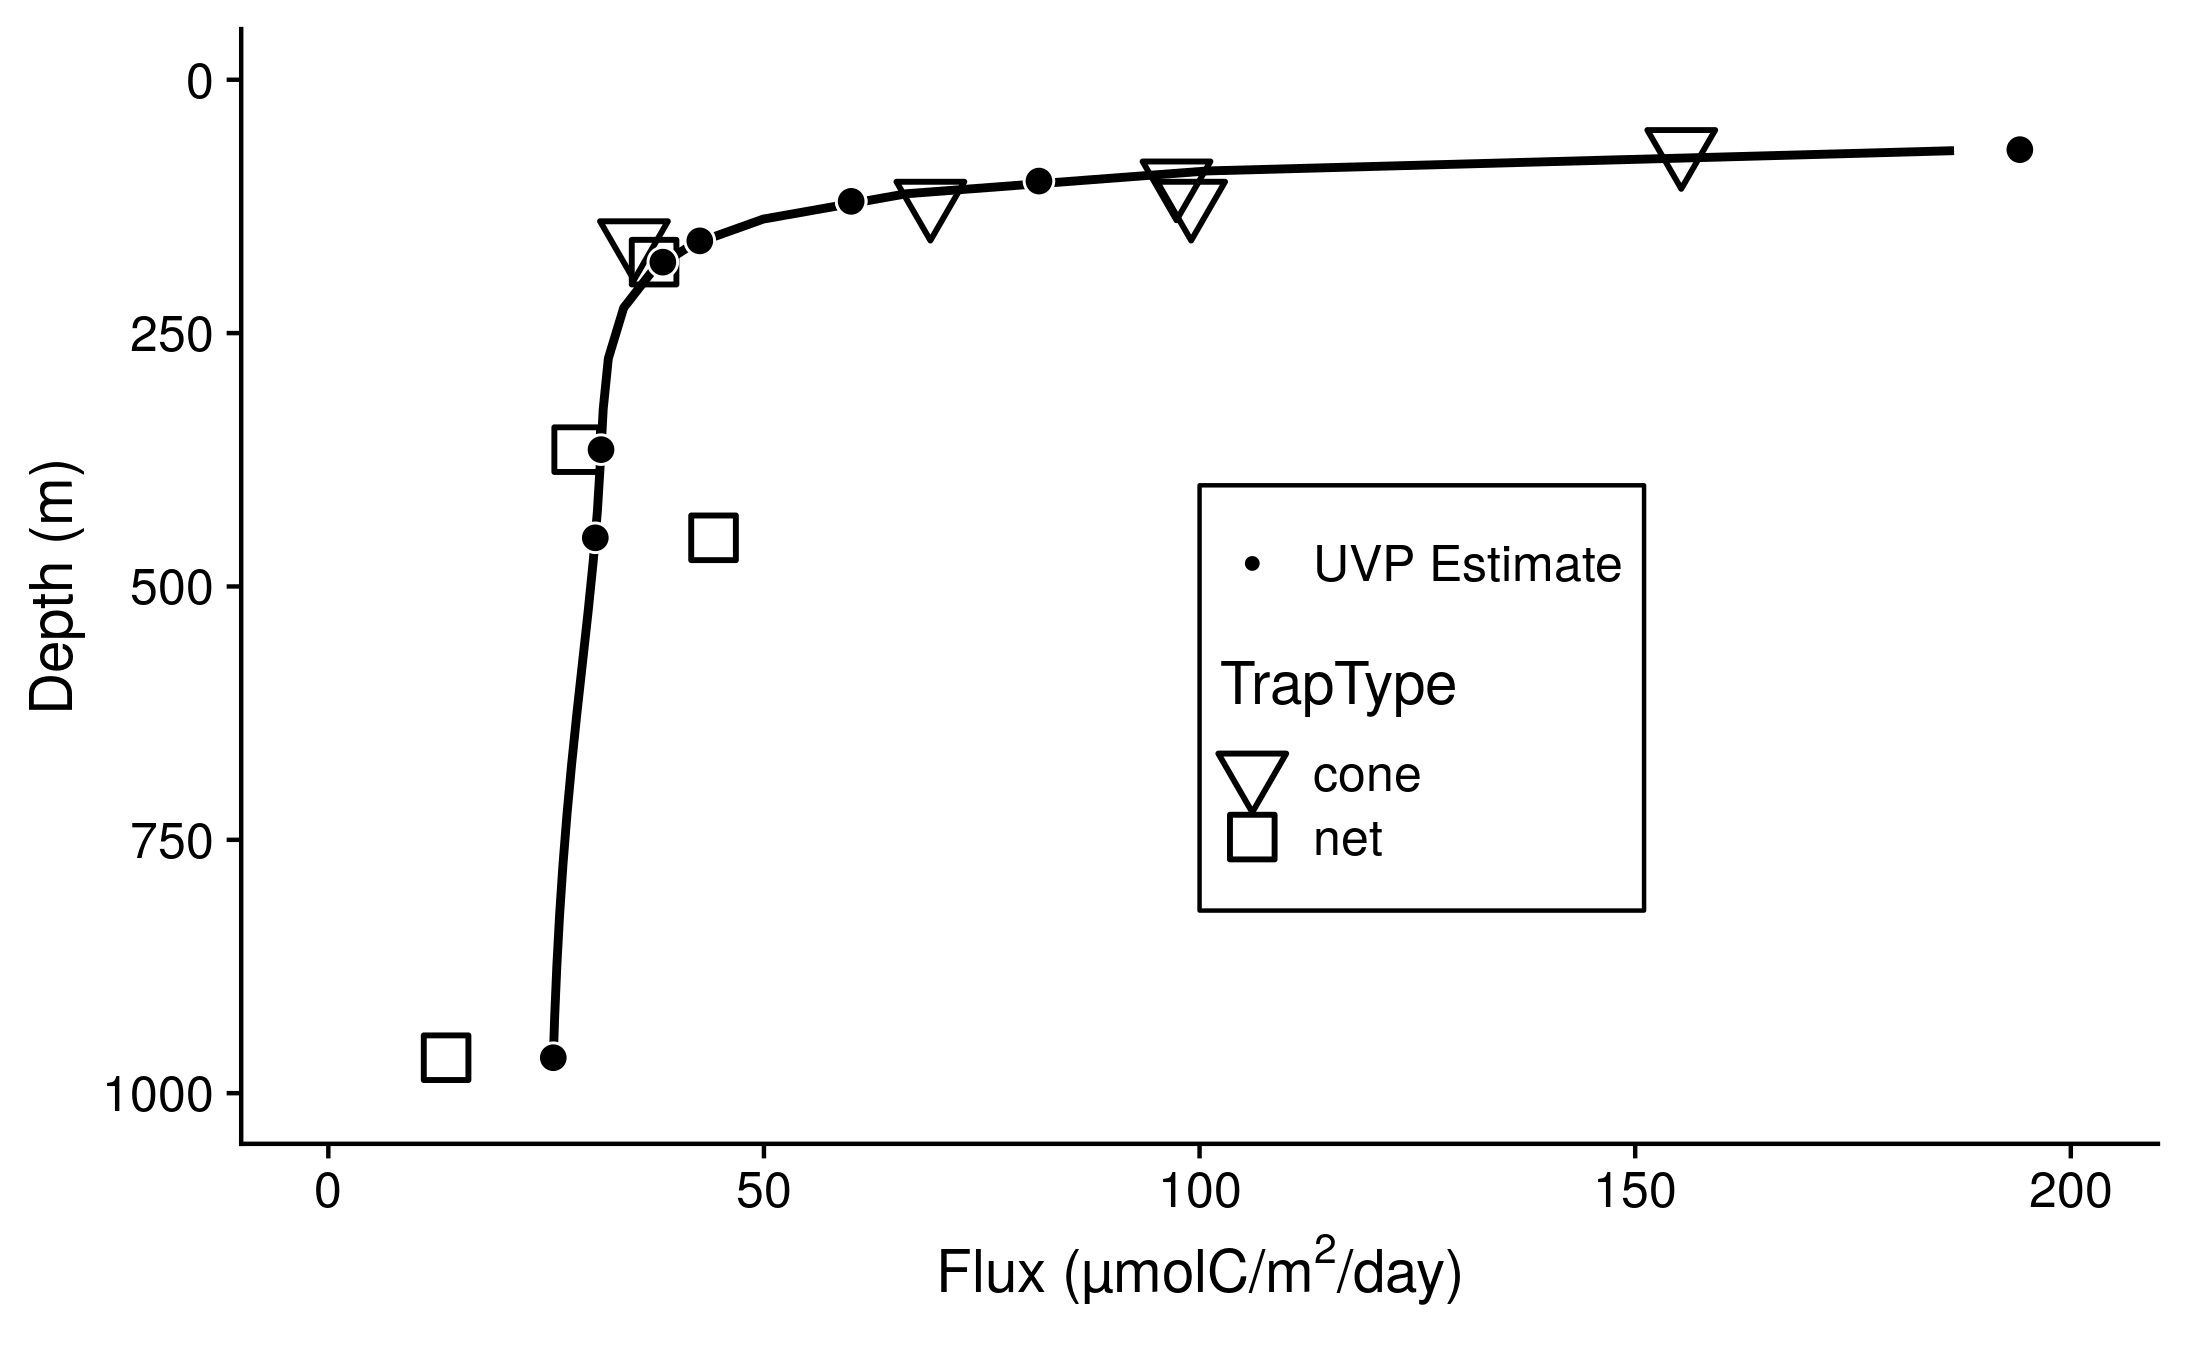 0
250
500
750
1000
Depth (m)
UVP Estimate
TrapType
cone
net
0 50 100 150 200
Flux (µmolC/m²/day)